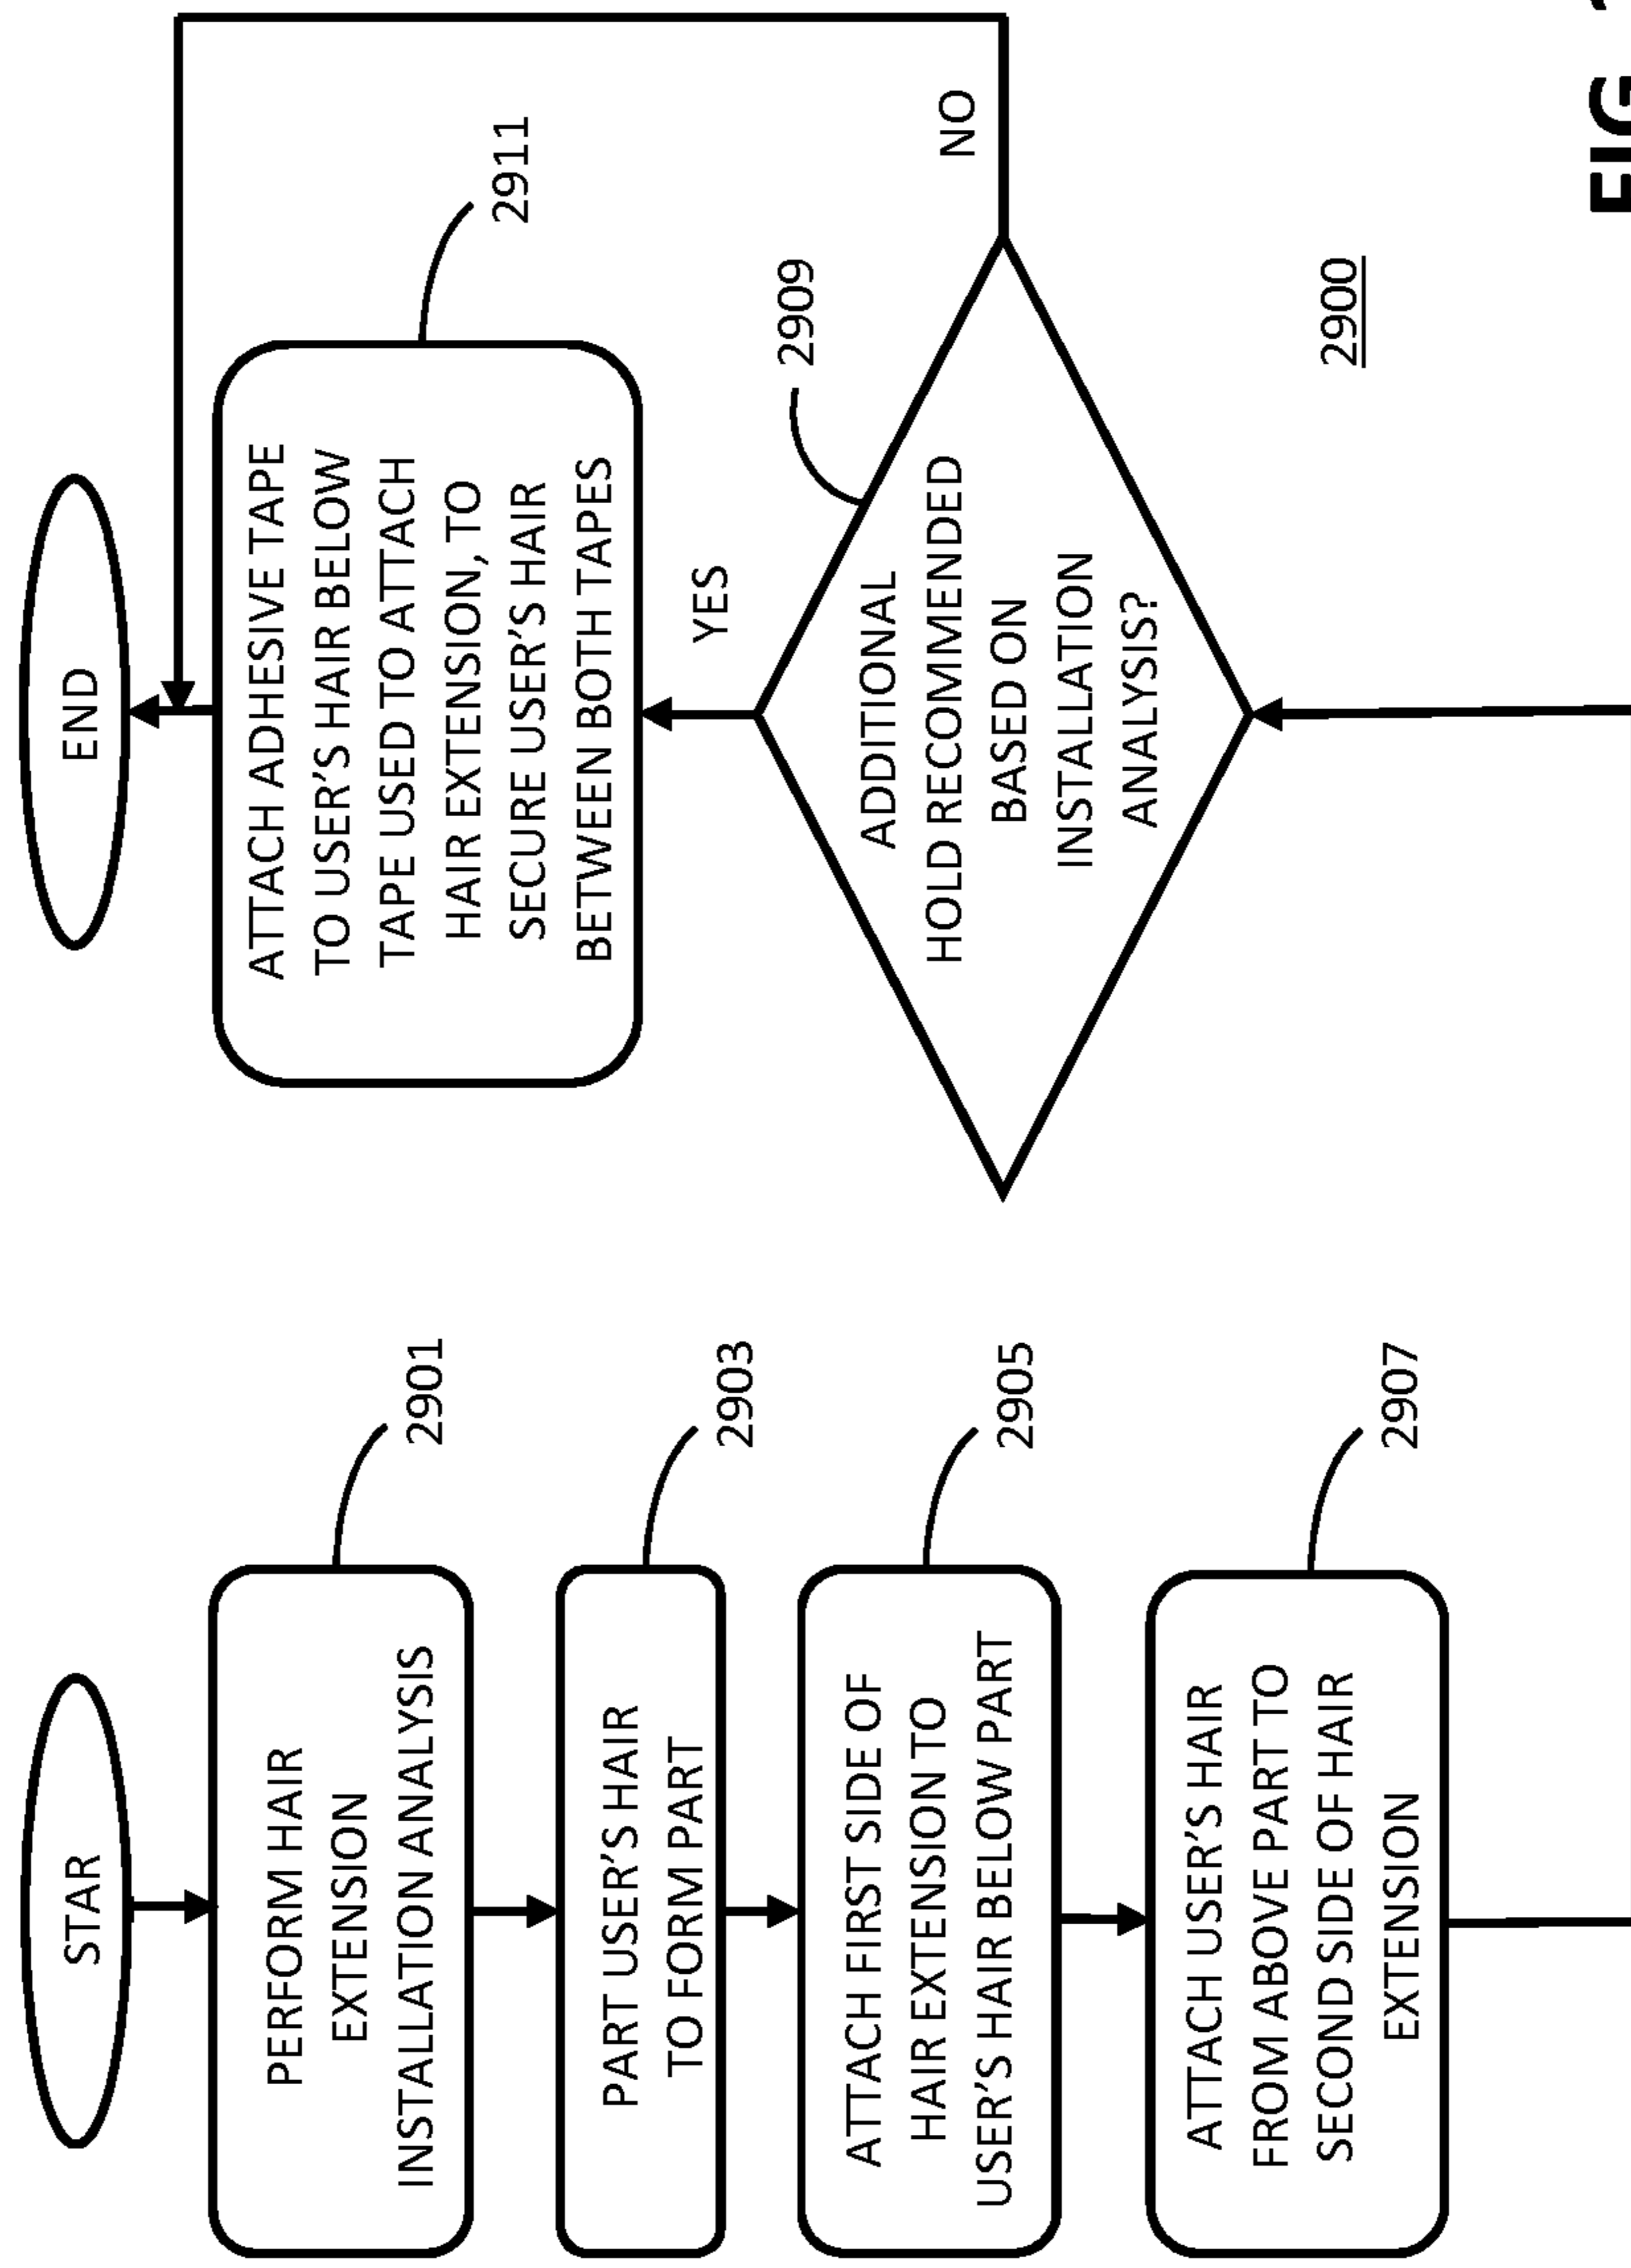 STAR
PERFORM HAIR
EXTENSION
INSTALLATION ANALYSIS
2901
PART USER'S HAIR
TO FORM PART
2903
ATTACH FIRST SIDE OF
HAIR EXTENSION TO
USER'S HAIR BELOW PART
2905
ATTACH USER'S HAIR
FROM ABOVE PART TO
SECOND SIDE OF HAIR
EXTENSION
2907
END
ATTACH ADHESIVE TAPE
TO USER'S HAIR BELOW
TAPE USED TO ATTACH
HAIR EXTENSION, TO
SECURE USER'S HAIR
BETWEEN BOTH TAPES
2911
YES
2909
ADDITIONAL
HOLD RECOMMENDED
BASED ON
INSTALLATION
ANALYSIS?
NO
2900
FIG.